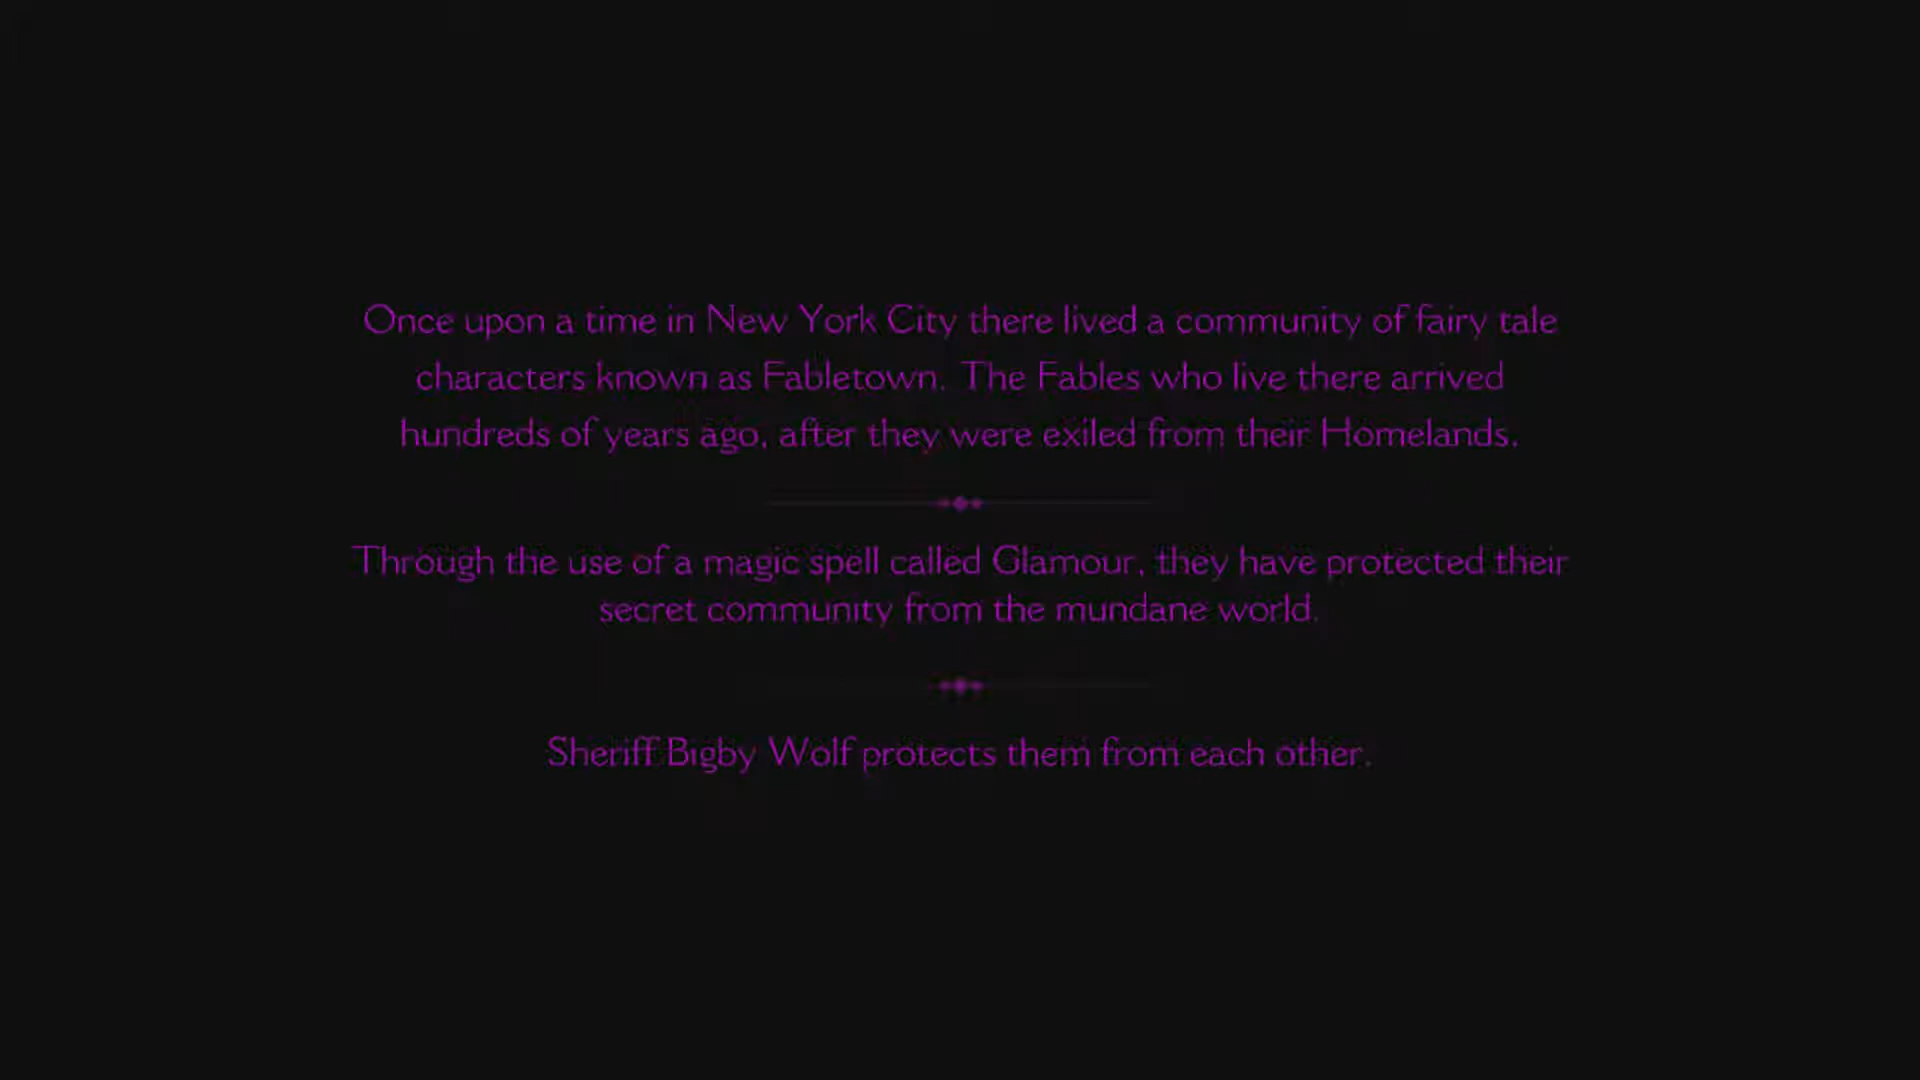 Once upon a time in New York City there lived a community of fairy tale
characters known as Fabletown. The Fables who live there arrived
hundreds of years ago, after they were exiled from their Homelands.
Through the use of a magic spell called Glamour, they have protected their
secret community from the mundane world.
Sheriff Bigby Wolf protects them from each other.